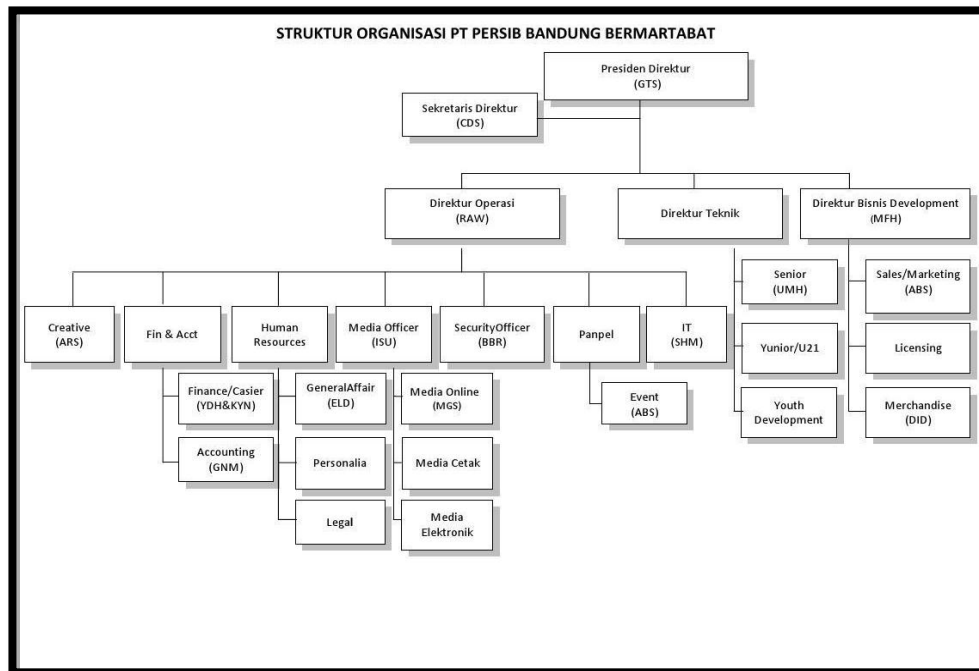 STRUKTUR ORGANISASI PT PERSIB BANDUNG BERMARTABAT
Presiden Direktur
(GTS)
Sekretaris Direktur
(CDS)
Direktur Operasi
(RAW)
Direktur Teknik
Direktur Bisnis Development
(MFH)
Creative
(ARS)
Fin & Acct
Human
Resources
Media Officer
(ISU)
SecurityOfficer
(BBR)
Panpel
IT
(SHM)
Finance/Casier
(YDH&KYN)
Accounting
(GNM)
GeneralAffair
(ELD)
Personalia
Legal
Media Online
(MGS)
Media Cetak
Media
Elektronik
Event
(ABS)
Senior
(UMH)
Yunior/U21
Youth
Development
Sales/Marketing
(ABS)
Licensing
Merchandise
(DID)